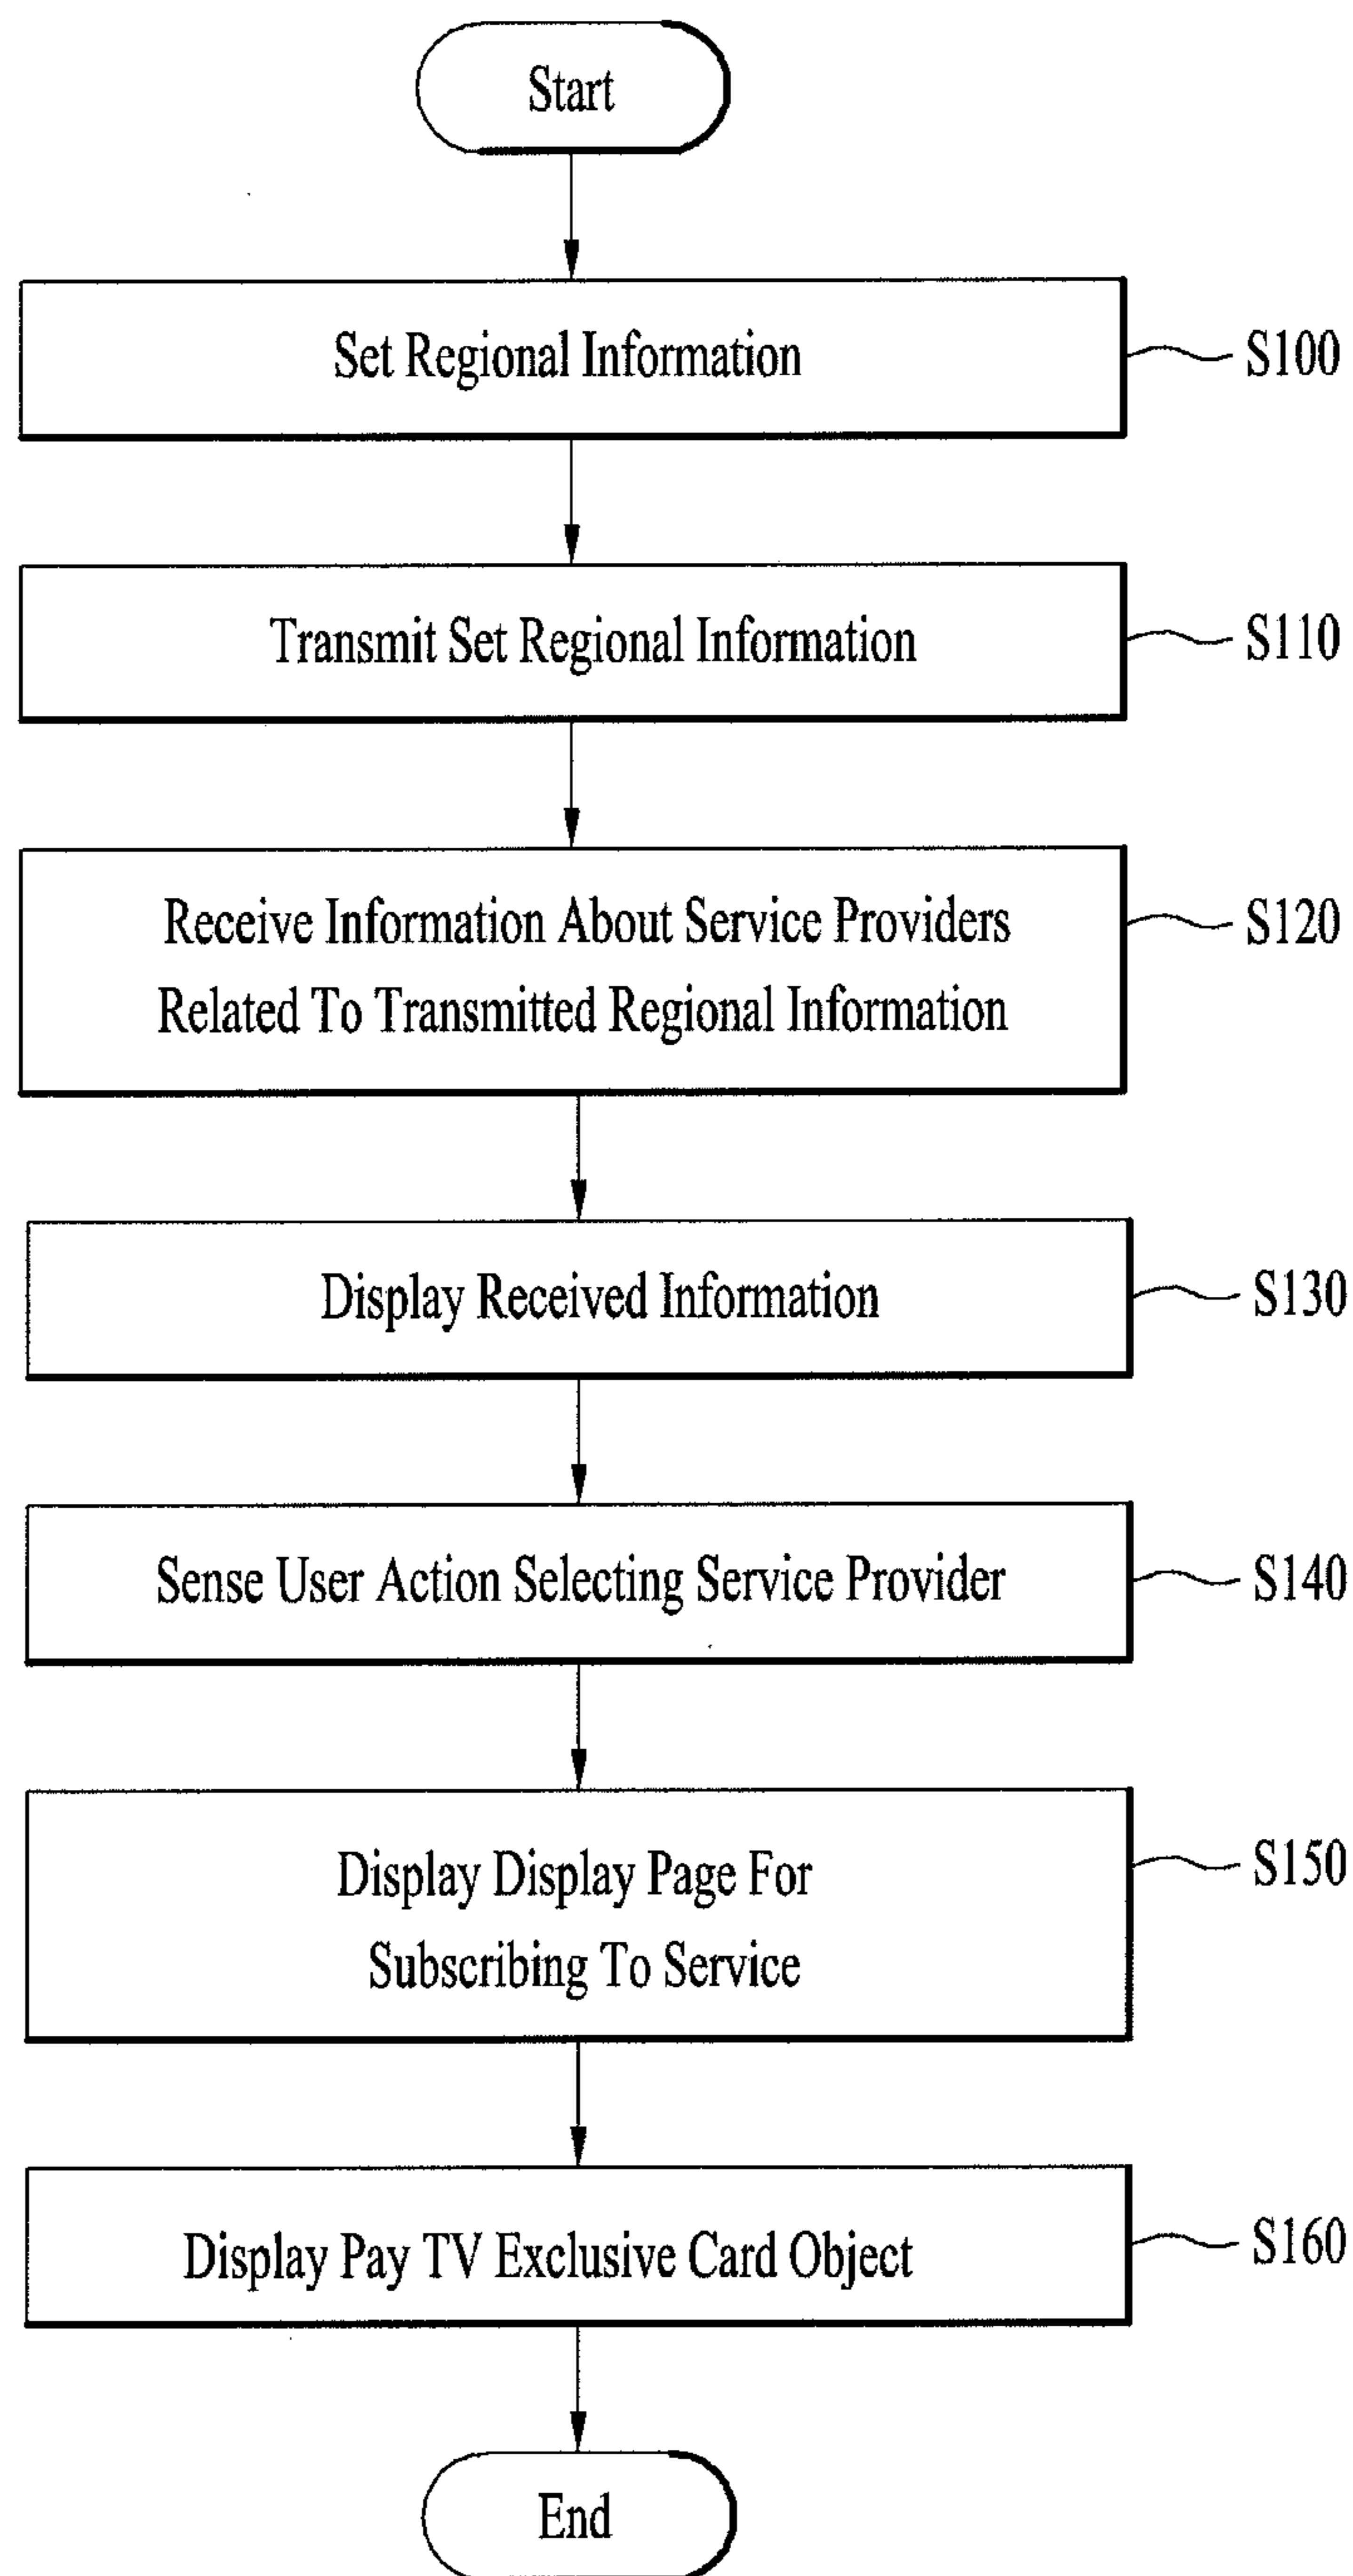 Start
Set Regional Information
S100
Transmit Set Regional Information
S110
Receive Information About Service Providers
Related To Transmitted Regional Information
S120
Display Received Information
S130
Sense User Action Selecting Service Provider
S140
Display Display Page For
Subscribing To Service
S150
Display Pay TV Exclusive Card Object
S160
End